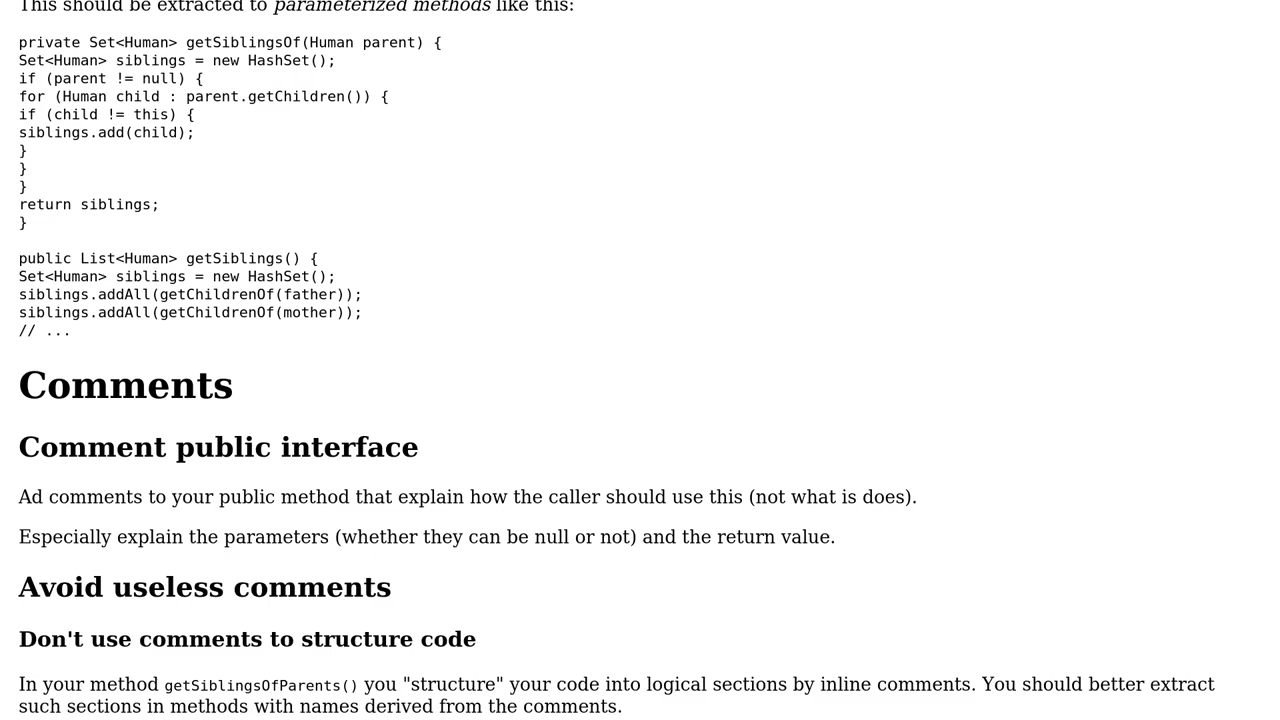 This should be extracted to parameterized methods like this:
private Set<Human> getSiblingsOf(Human parent) {
Set<Human> siblings = new HashSet();
if (parent != null) {
for (Human child : parent.getChildren()) {
if (child != this) {
siblings.add(child);
}
}
}
return siblings;
}
public List<Human> getSiblings() {
Set<Human> siblings = new HashSet();
siblings.addAll(getChildrenOf(father));
siblings.addAll(getChildrenOf(mother));
// ...
Comments
Comment public interface
Ad comments to your public method that explain how the caller should use this (not what is does).
Especially explain the parameters (whether they can be null or not) and the return value.
Avoid useless comments
Don't use comments to structure code
In your method getSiblingsOfParents() you "structure" your code into logical sections by inline comments. You should better extract
such sections in methods with names derived from the comments.